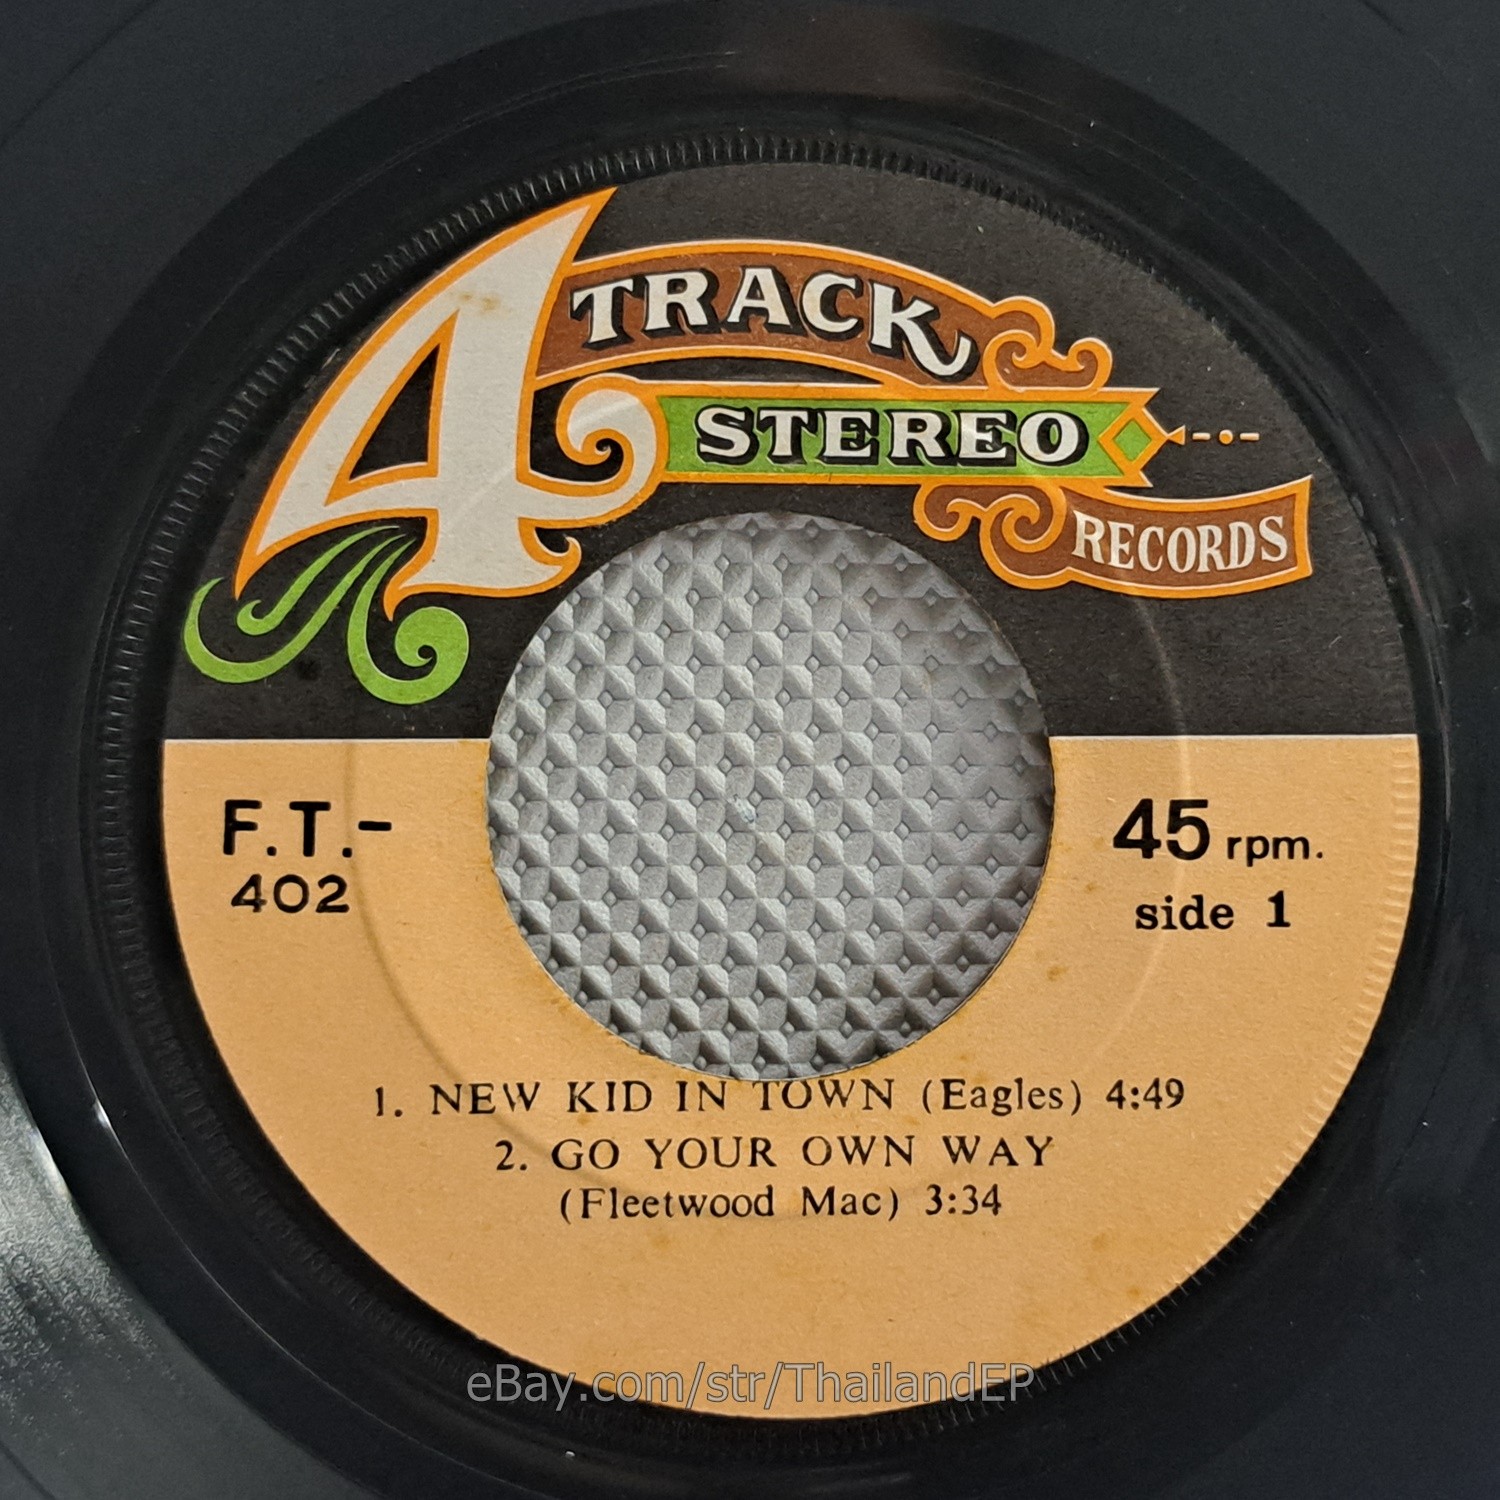 4 TRACK
STEREO
RECORDS
F.T.-
402
45 rpm.
side 1
1. NEW KID IN TOWN (Eagles) 4:49
2. GO YOUR OWN WAY
(Fleetwood Mac) 3:34
eBay.com/str/ThailandEP